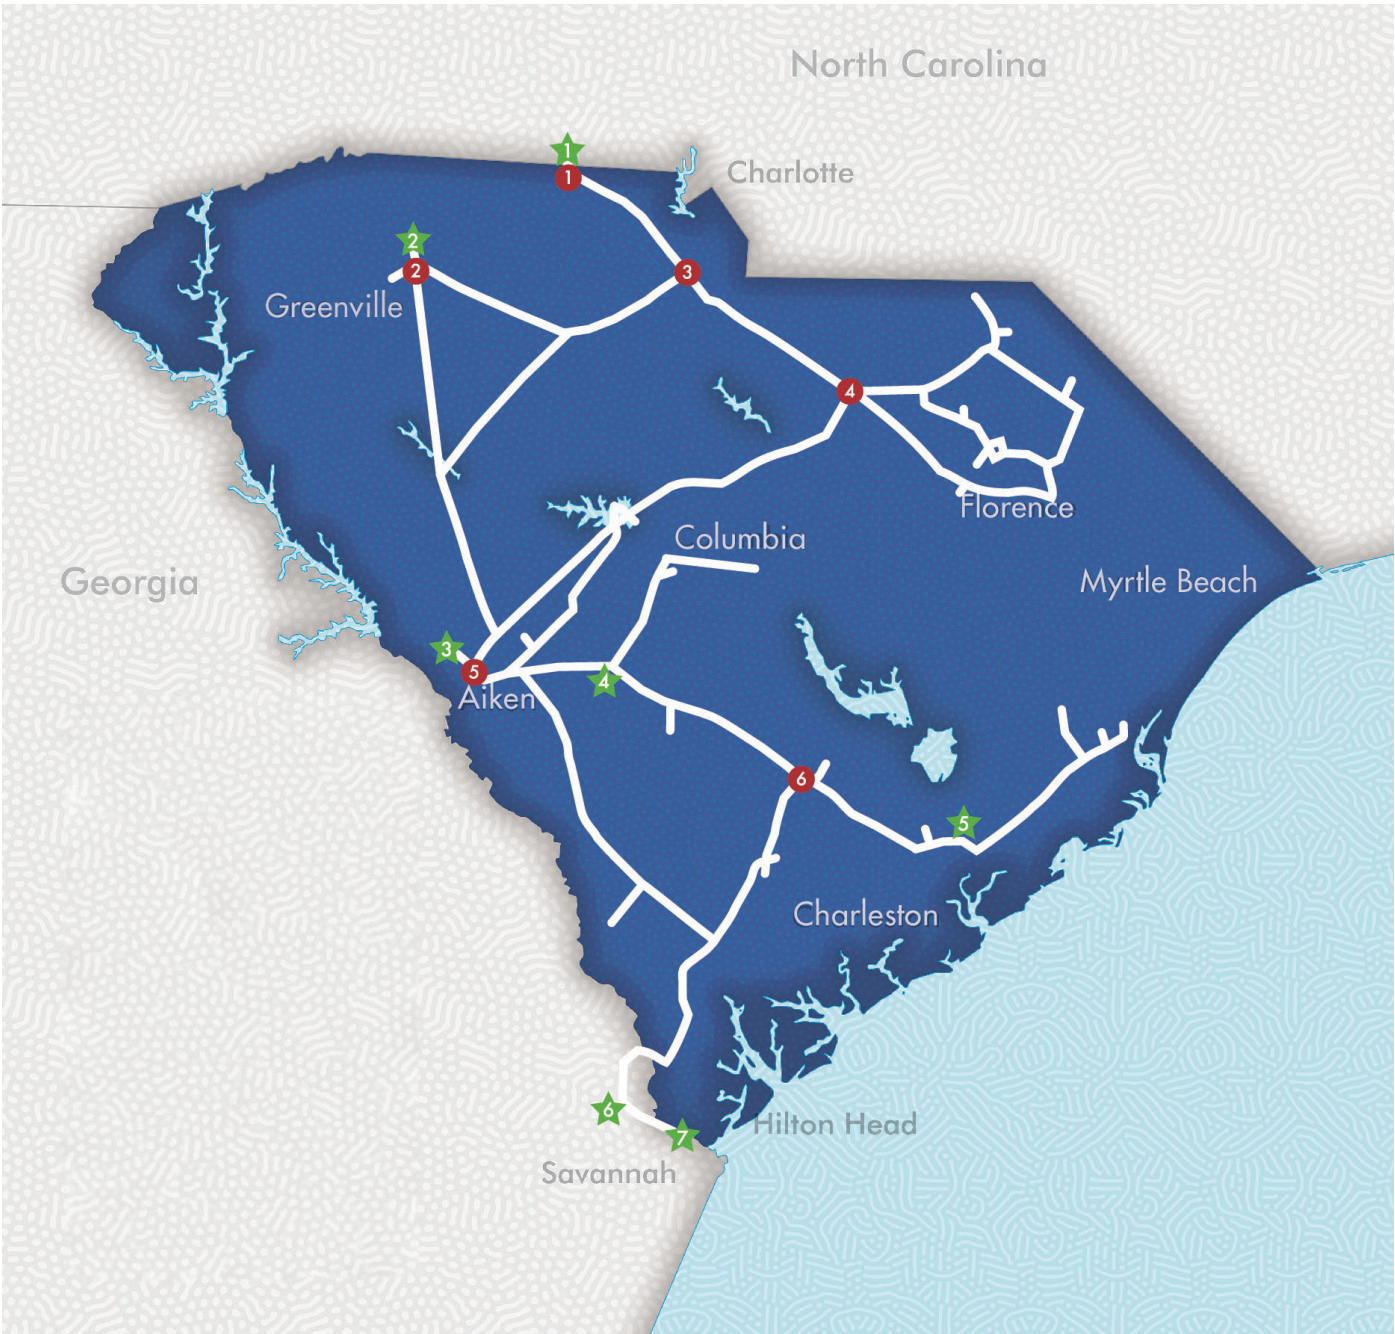 North Carolina
1
Charlotte
1
2
2
3
Greenville
4
Florence
Columbia
Georgia
Myrtle Beach
3
5
4
Aiken
6
5
Charleston
6
Hilton Head
7
Savannah